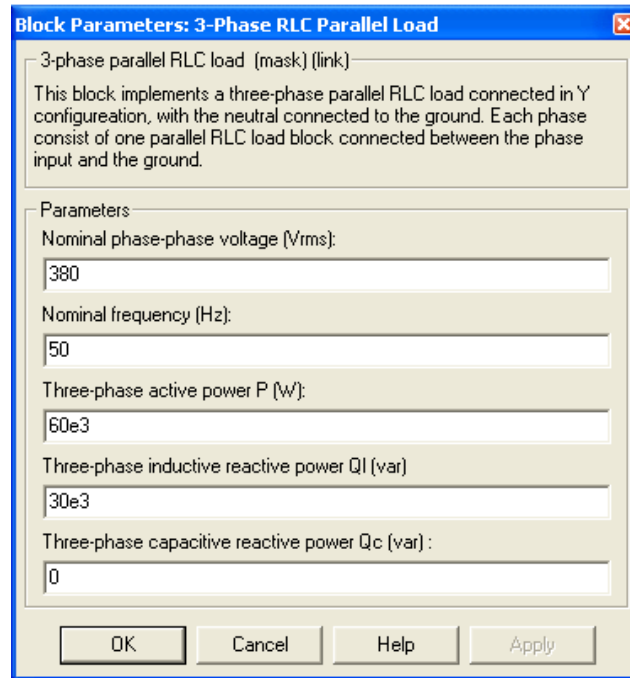 Block Parameters: 3-Phase RLC Parallel Load
3-phase parallel RLC load (mask) (link)
This block implements a three-phase parallel RLC load connected in Y
configureation, with the neutral connected to the ground. Each phase
consist of one parallel RLC load block connected between the phase
input and the ground.
Parameters
Nominal phase-phase voltage (Vrms):
380
Nominal frequency (Hz):
50
Three-phase active power P (W):
60e3
Three-phase inductive reactive power Ql (var)
30e3
Three-phase capacitive reactive power Qc (var) :
0
OK Cancel Help Apply